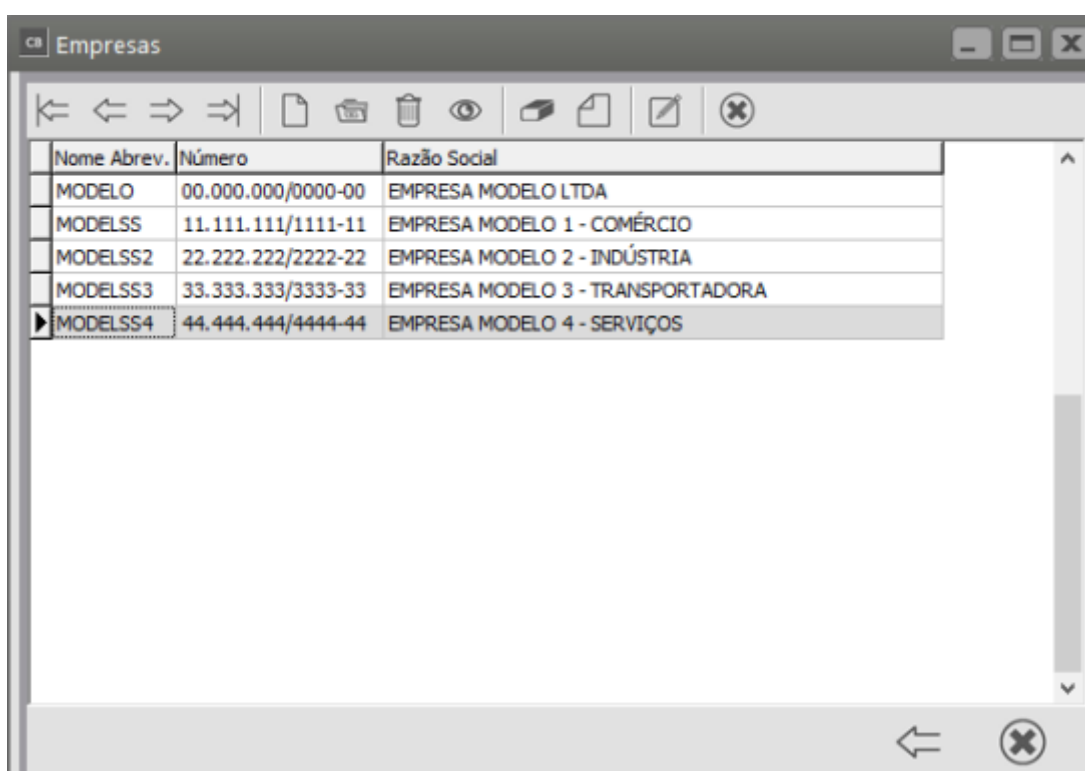 CB Empresas
Nome Abrev. Número Razão Social
MODELO 00.000.000/0000-00 EMPRESA MODELO LTDA
MODELSS 11.111.111/1111-11 EMPRESA MODELO 1 - COMÉRCIO
MODELSS2 22.222.222/2222-22 EMPRESA MODELO 2 - INDÚSTRIA
MODELSS3 33.333.333/3333-33 EMPRESA MODELO 3 - TRANSPORTADORA
MODELSS4 44.444.444/4444-44 EMPRESA MODELO 4 - SERVIÇOS